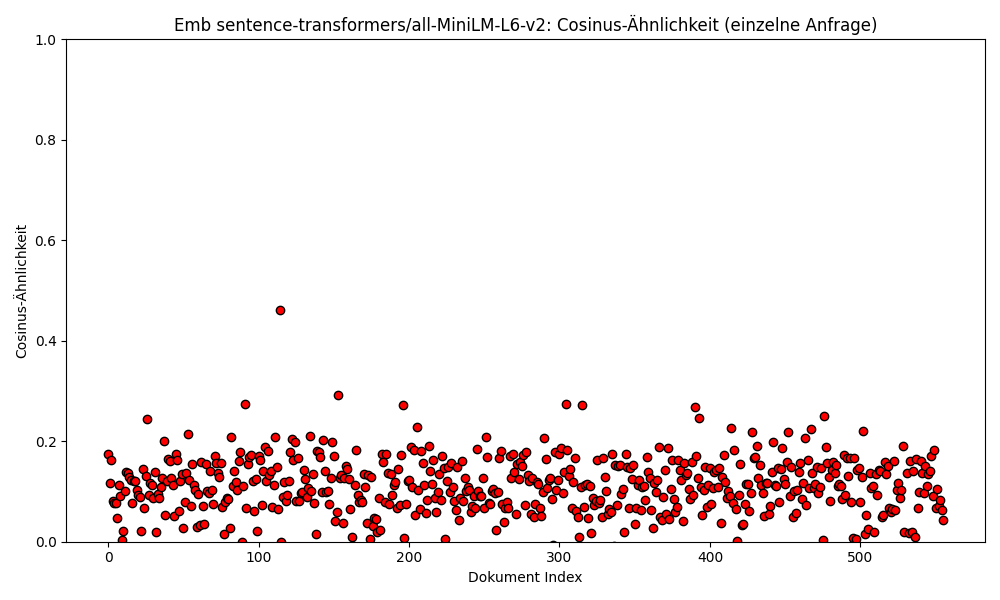 Emb sentence-transformers/all-MiniLM-L6-v2: Cosinus-Ähnlichkeit (einzelne Anfrage)
1.0
0.8
0.6
0.4
0.2
0.0
Cosinus-Ähnlichkeit
0 100 200 300 400 500
Dokument Index